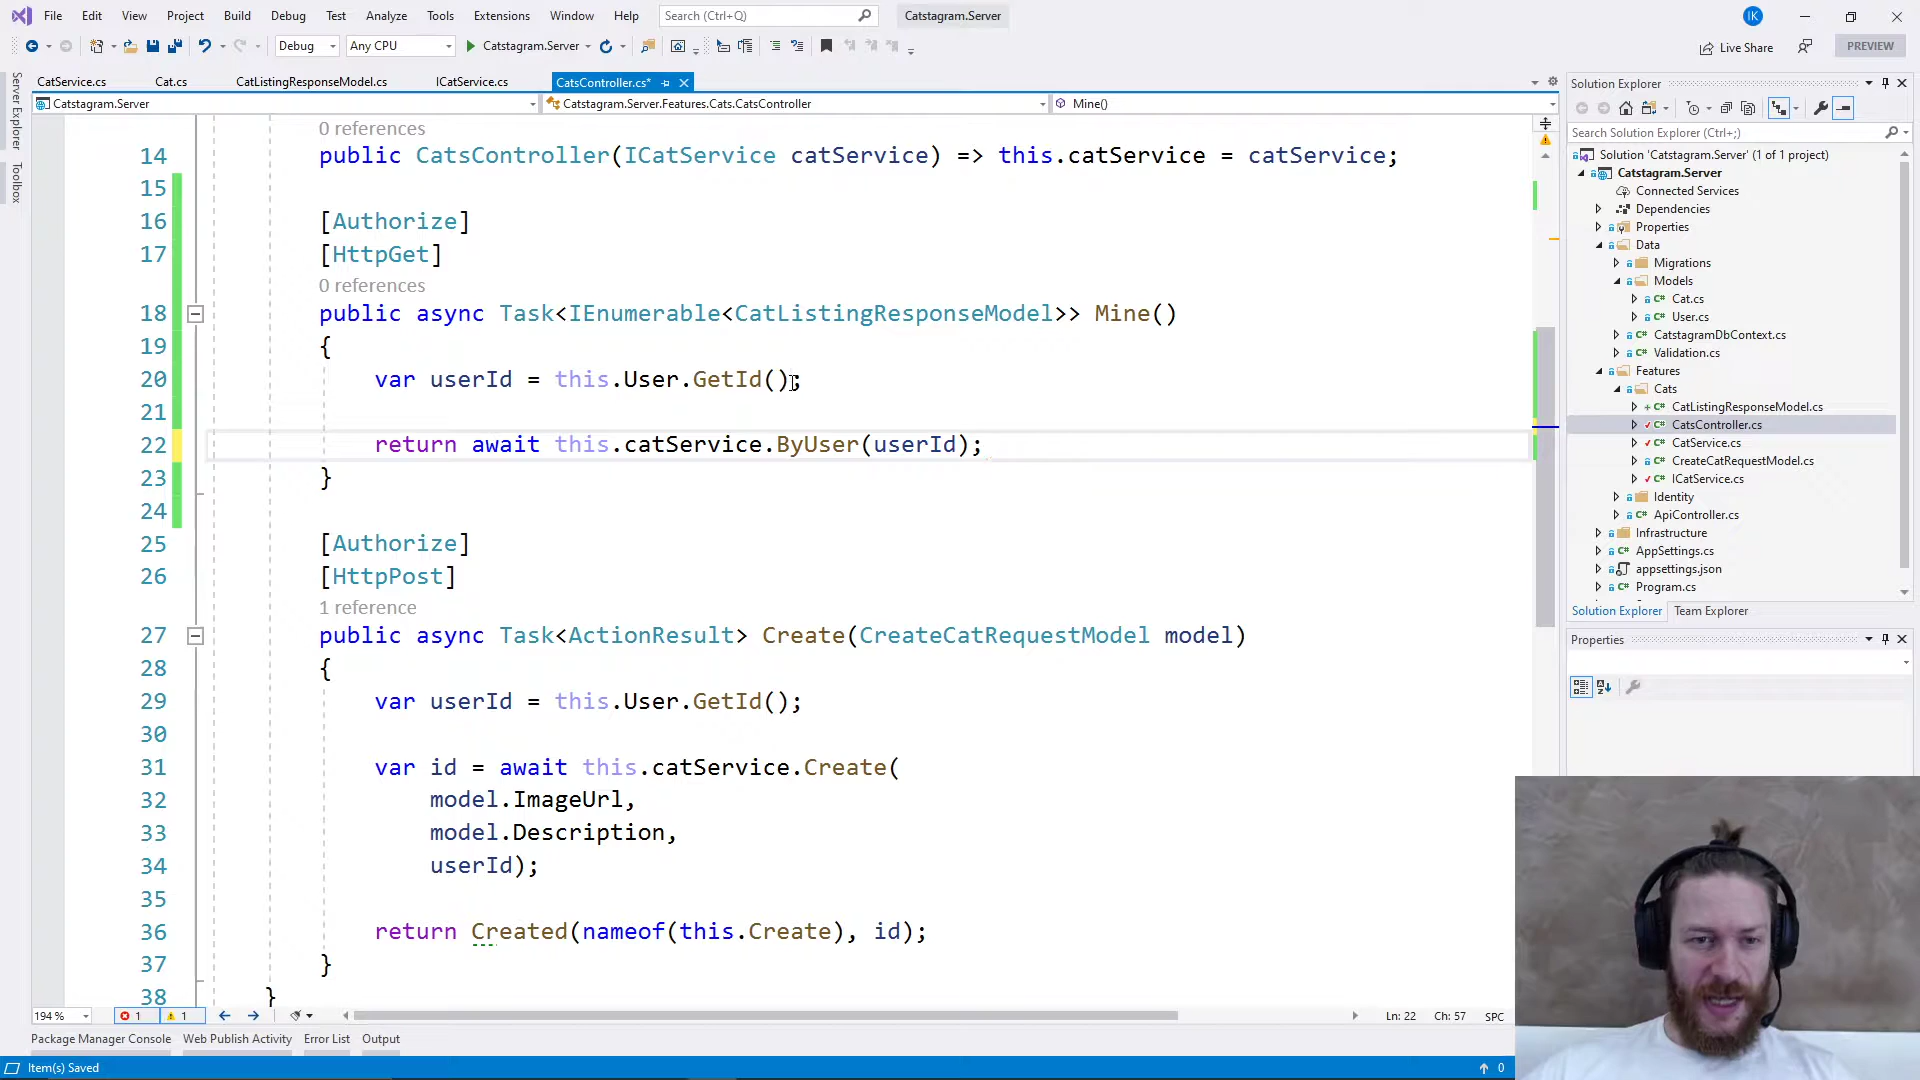 File Edit View Project Build Debug Test Analyze Tools Extensions Window Help Search (Ctrl+Q) Catstagram.Server IK
Debug Any CPU Catstagram.Server Live Share PREVIEW
CatService.cs Cat.cs CatListingResponseModel.cs ICatService.cs CatsController.cs*
Catstagram.Server Catstagram.Server.Features.Cats.CatsController Mine()
Server Explorer
Toolbox
0 references
14 public CatsController(ICatService catService) => this.catService = catService;
15
16 [Authorize]
17 [HttpGet]
0 references
18 public async Task<IEnumerable<CatListingResponseModel>> Mine()
19 {
20 var userId = this.User.GetId();
21
22 return await this.catService.ByUser(userId);
23 }
24
25 [Authorize]
26 [HttpPost]
1 reference
27 public async Task<ActionResult> Create(CreateCatRequestModel model)
28 {
29 var userId = this.User.GetId();
30
31 var id = await this.catService.Create(
32 model.ImageUrl,
33 model.Description,
34 userId);
35
36 return Created(nameof(this.Create), id);
37 }
38 }
194 % 1 1 Ln: 22 Ch: 57 SPC
Package Manager Console Web Publish Activity Error List Output
Item(s) Saved 0
Solution Explorer
Search Solution Explorer (Ctrl+;)
Solution 'Catstagram.Server' (1 of 1 project)
Catstagram.Server
Connected Services
Dependencies
Properties
Data
Migrations
Models
Cat.cs
User.cs
CatstagramDbContext.cs
Validation.cs
Features
Cats
CatListingResponseModel.cs
CatsController.cs
CatService.cs
CreateCatRequestModel.cs
ICatService.cs
Identity
ApiController.cs
Infrastructure
AppSettings.cs
appsettings.json
Program.cs
Solution Explorer Team Explorer
Properties